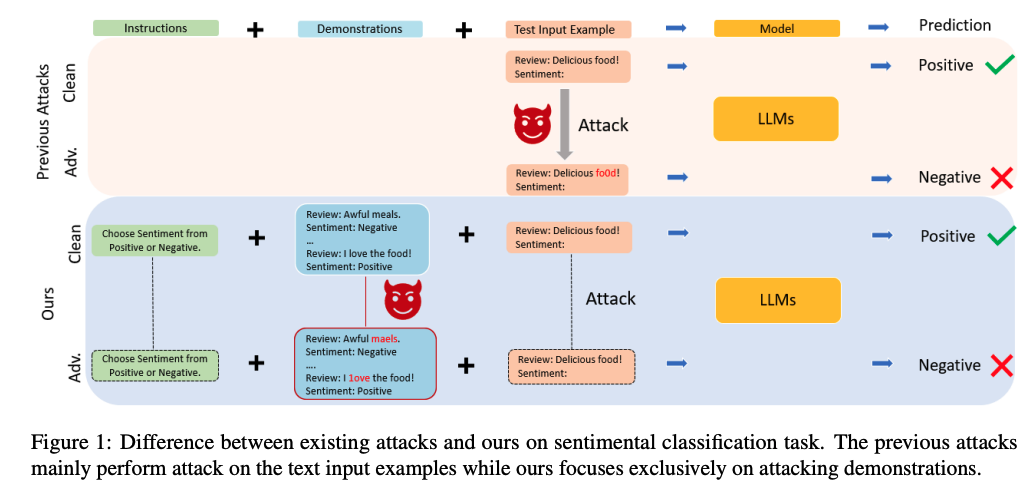 Instructions + Demonstrations + Test Input Example Model Prediction
Previous Attacks
Clean
Review: Delicious food!
Sentiment:
Positive
Attack
LLMs
Adv.
Review: Delicious fo0d!
Sentiment:
Negative
Ours
Clean
Choose Sentiment from
Positive or Negative.
+
Review: Awful meals.
Sentiment: Negative
...
Review: I love the food!
Sentiment: Positive
+
Review: Delicious food!
Sentiment:
Positive
Attack
LLMs
Adv.
Choose Sentiment from
Positive or Negative.
+
Review: Awful maels.
Sentiment: Negative
....
Review: I 1ove the food!
Sentiment: Positive
+
Review: Delicious food!
Sentiment:
Negative
Figure 1: Difference between existing attacks and ours on sentimental classification task. The previous attacks
mainly perform attack on the text input examples while ours focuses exclusively on attacking demonstrations.